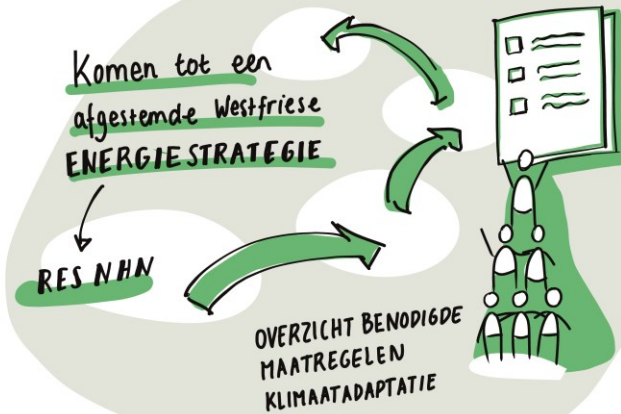 Komen tot een
afgestemde Westfriese
ENERGIESTRATEGIE
RES NHN
OVERZICHT BENODIGDE
MAATREGELEN
KLIMAATADAPTATIE